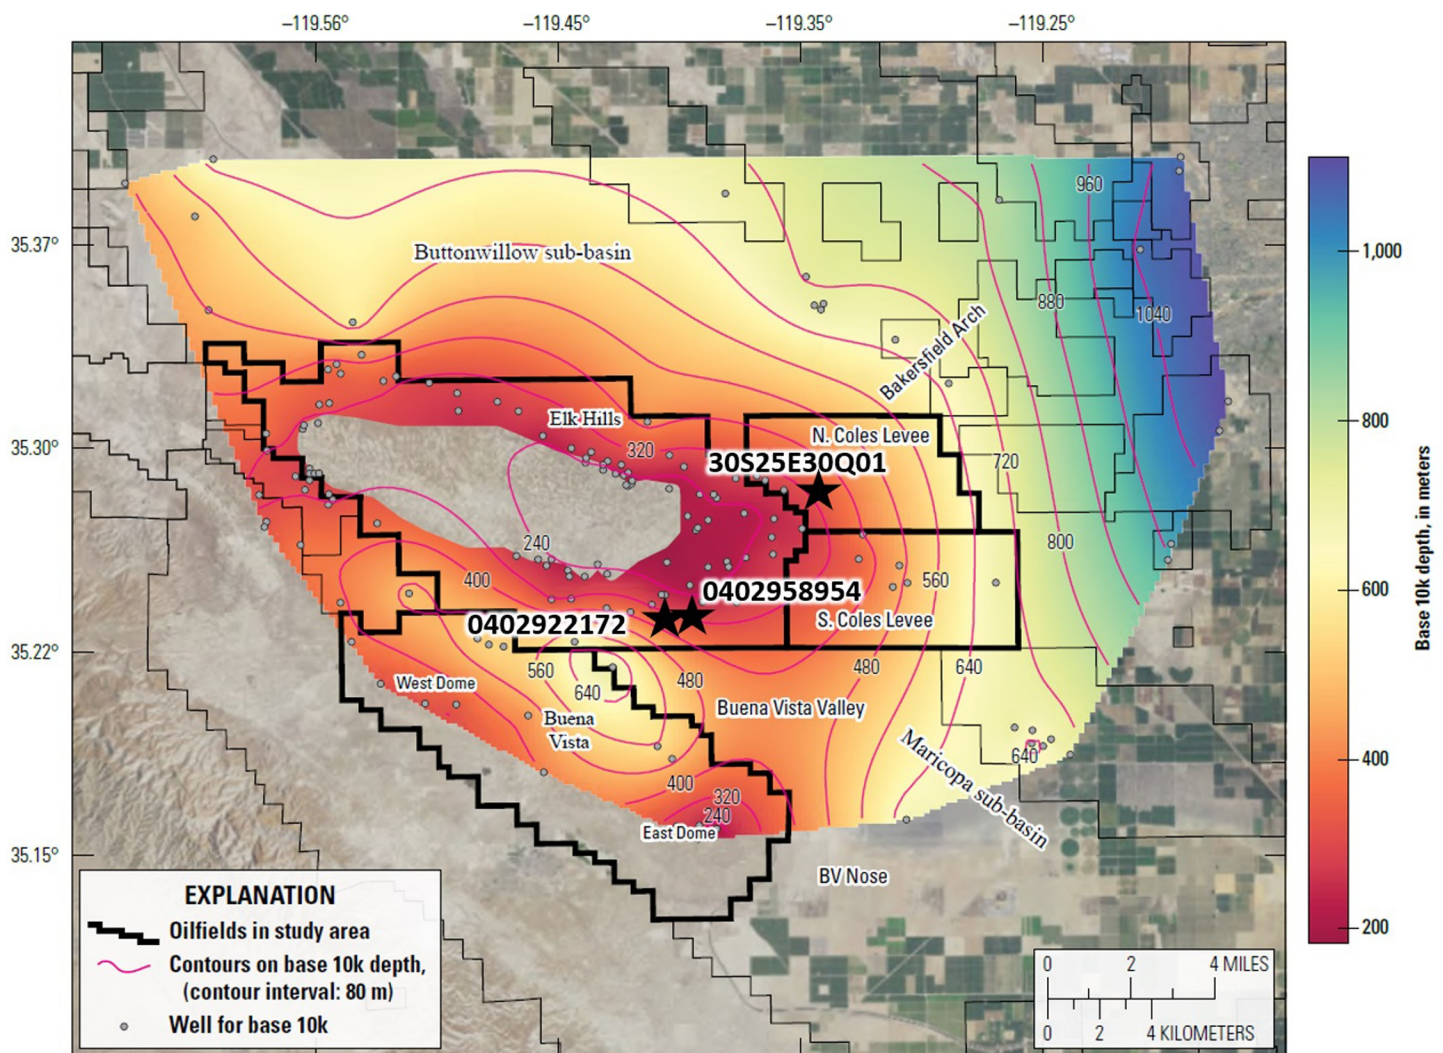 −119.56° −119.45° −119.35° −119.25°
960
35.37°
Buttonwillow sub-basin
1,000
880
1040
Bakersfield Arch
Elk Hills
800
N. Coles Levee
35.30°
320
30S25E30Q01
720
240
800
400
560
0402958954
600
0402922172
S. Coles Levee
35.22°
560
480
480
640
640
West Dome
Buena Vista Valley
Buena
Vista
Maricopa sub-basin
640
400
400
320
240
East Dome
35.15°
BV Nose
Base 10k depth, in meters
200
EXPLANATION
Oilfields in study area
Contours on base 10k depth,
(contour interval: 80 m)
Well for base 10k
0 2 4 MILES
0 2 4 KILOMETERS